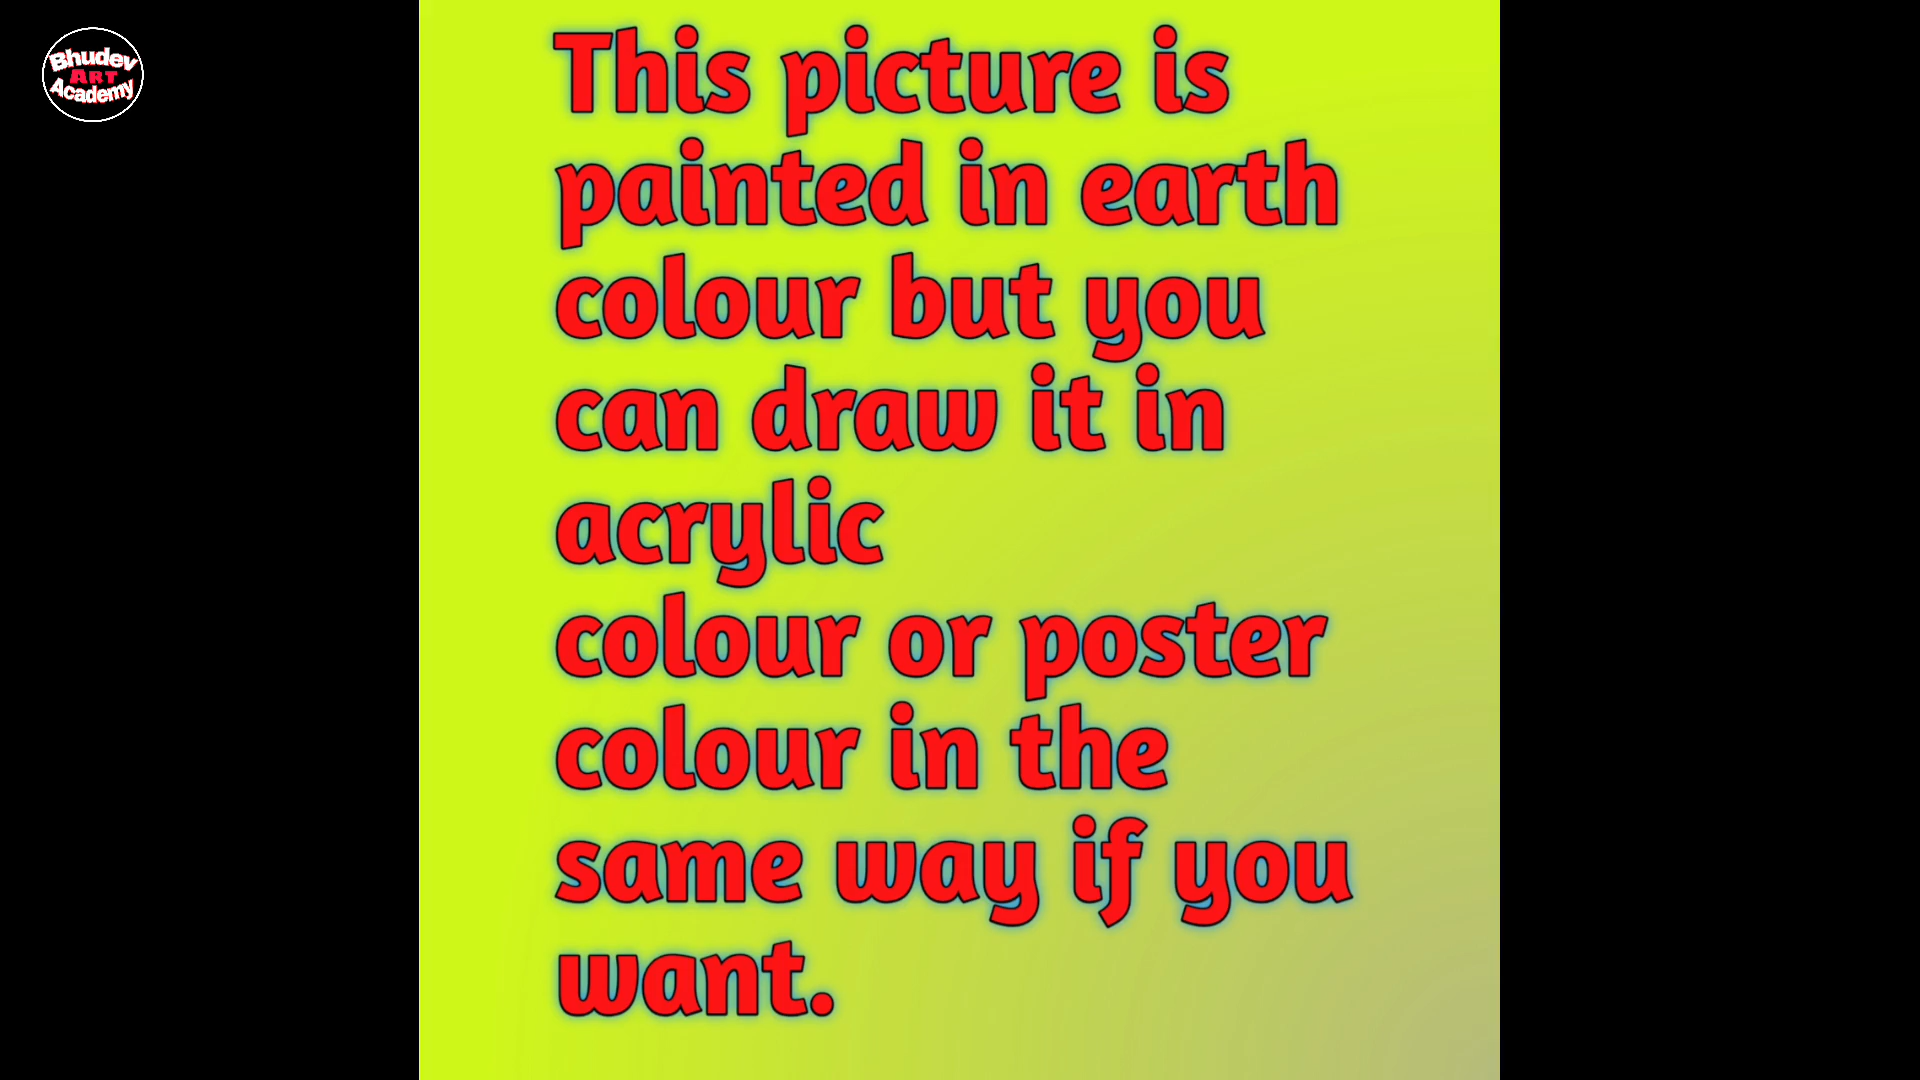 Bhudev
ART
Academy
This picture is
painted in earth
colour but you
can draw it in
acrylic
colour or poster
colour in the
same way if you
want.